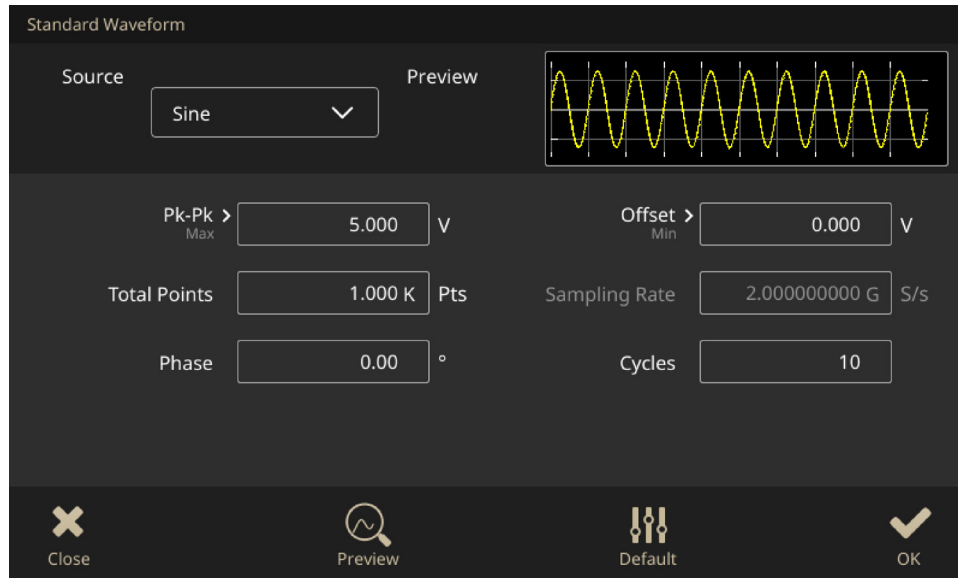 Standard Waveform
Source
Preview
Sine
Pk-Pk
Max
5.000
V
Offset
Min
0.000
V
Total Points
1.000 K
Pts
Sampling Rate
2.000000000 G
S/s
Phase
0.00
°
Cycles
10
Close
Preview
Default
OK